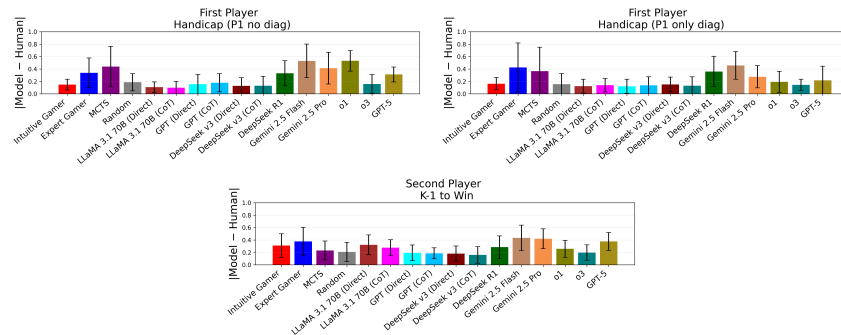 First Player
Handicap (P1 no diag)
|Model − Human|
1.0
0.8
0.6
0.4
0.2
0.0
Intuitive Gamer
Expert Gamer
MCTS
Random
LLaMA 3.1 70B (Direct)
LLaMA 3.1 70B (CoT)
GPT (Direct)
GPT (CoT)
DeepSeek v3 (Direct)
DeepSeek v3 (CoT)
DeepSeek R1
Gemini 2.5 Flash
Gemini 2.5 Pro
o1
o3
GPT-5
First Player
Handicap (P1 only diag)
|Model − Human|
1.0
0.8
0.6
0.4
0.2
0.0
Intuitive Gamer
Expert Gamer
MCTS
Random
LLaMA 3.1 70B (Direct)
LLaMA 3.1 70B (CoT)
GPT (Direct)
GPT (CoT)
DeepSeek v3 (Direct)
DeepSeek v3 (CoT)
DeepSeek R1
Gemini 2.5 Flash
Gemini 2.5 Pro
o1
o3
GPT-5
Second Player
K-1 to Win
|Model − Human|
1.0
0.8
0.6
0.4
0.2
0.0
Intuitive Gamer
Expert Gamer
MCTS
Random
LLaMA 3.1 70B (Direct)
LLaMA 3.1 70B (CoT)
GPT (Direct)
GPT (CoT)
DeepSeek v3 (Direct)
DeepSeek v3 (CoT)
DeepSeek R1
Gemini 2.5 Flash
Gemini 2.5 Pro
o1
o3
GPT-5